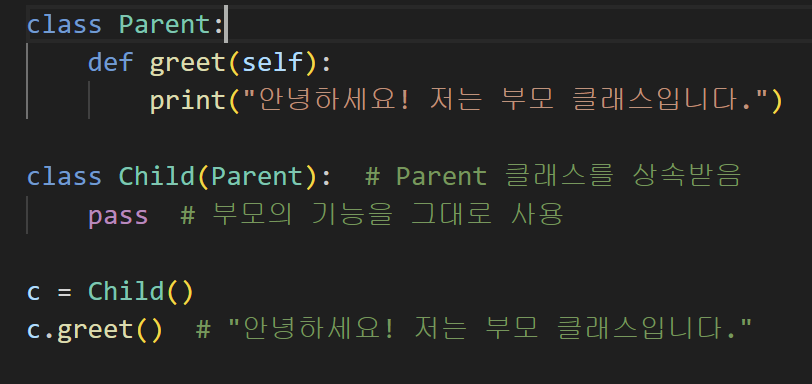 class Parent:
    def greet(self):
        print("안녕하세요! 저는 부모 클래스입니다.")
class Child(Parent):  # Parent 클래스를 상속받음
    pass  # 부모의 기능을 그대로 사용
c = Child()
c.greet()  # "안녕하세요! 저는 부모 클래스입니다."